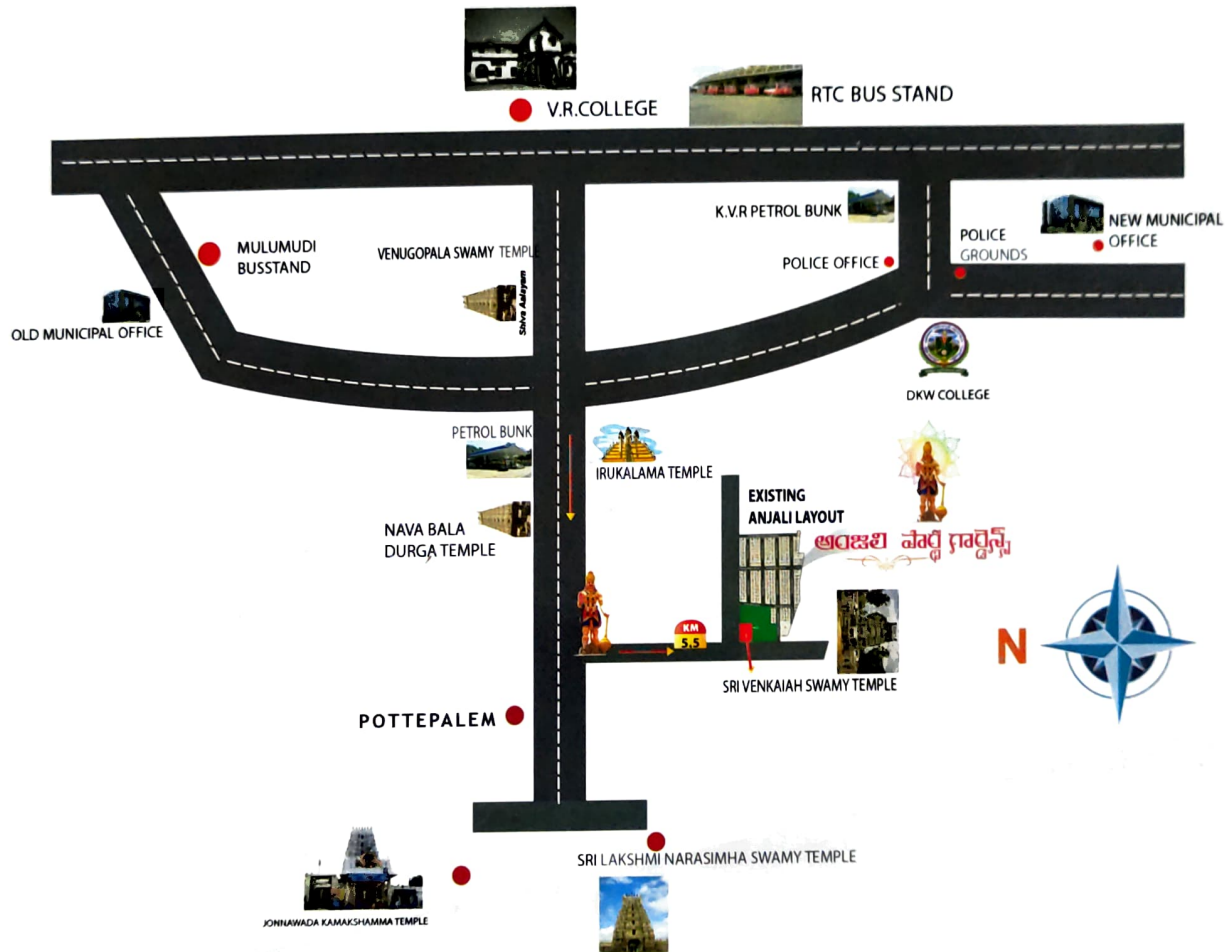 V.R.COLLEGE
RTC BUS STAND
K.V.R PETROL BUNK
NEW MUNICIPAL
OFFICE
POLICE
GROUNDS
MULUMUDI
BUSSTAND
VENUGOPALA SWAMY TEMPLE
Shiva Aalayam
POLICE OFFICE
OLD MUNICIPAL OFFICE
DKW COLLEGE
PETROL BUNK
IRUKALAMA TEMPLE
EXISTING
ANJALI LAYOUT
NAVA BALA
DURGA TEMPLE
అంజలి పార్థ గార్డెన్స్
KM
5.5
N
SRI VENKAIAH SWAMY TEMPLE
POTTEPALEM
SRI LAKSHMI NARASIMHA SWAMY TEMPLE
JONNAWADA KAMAKSHAMMA TEMPLE